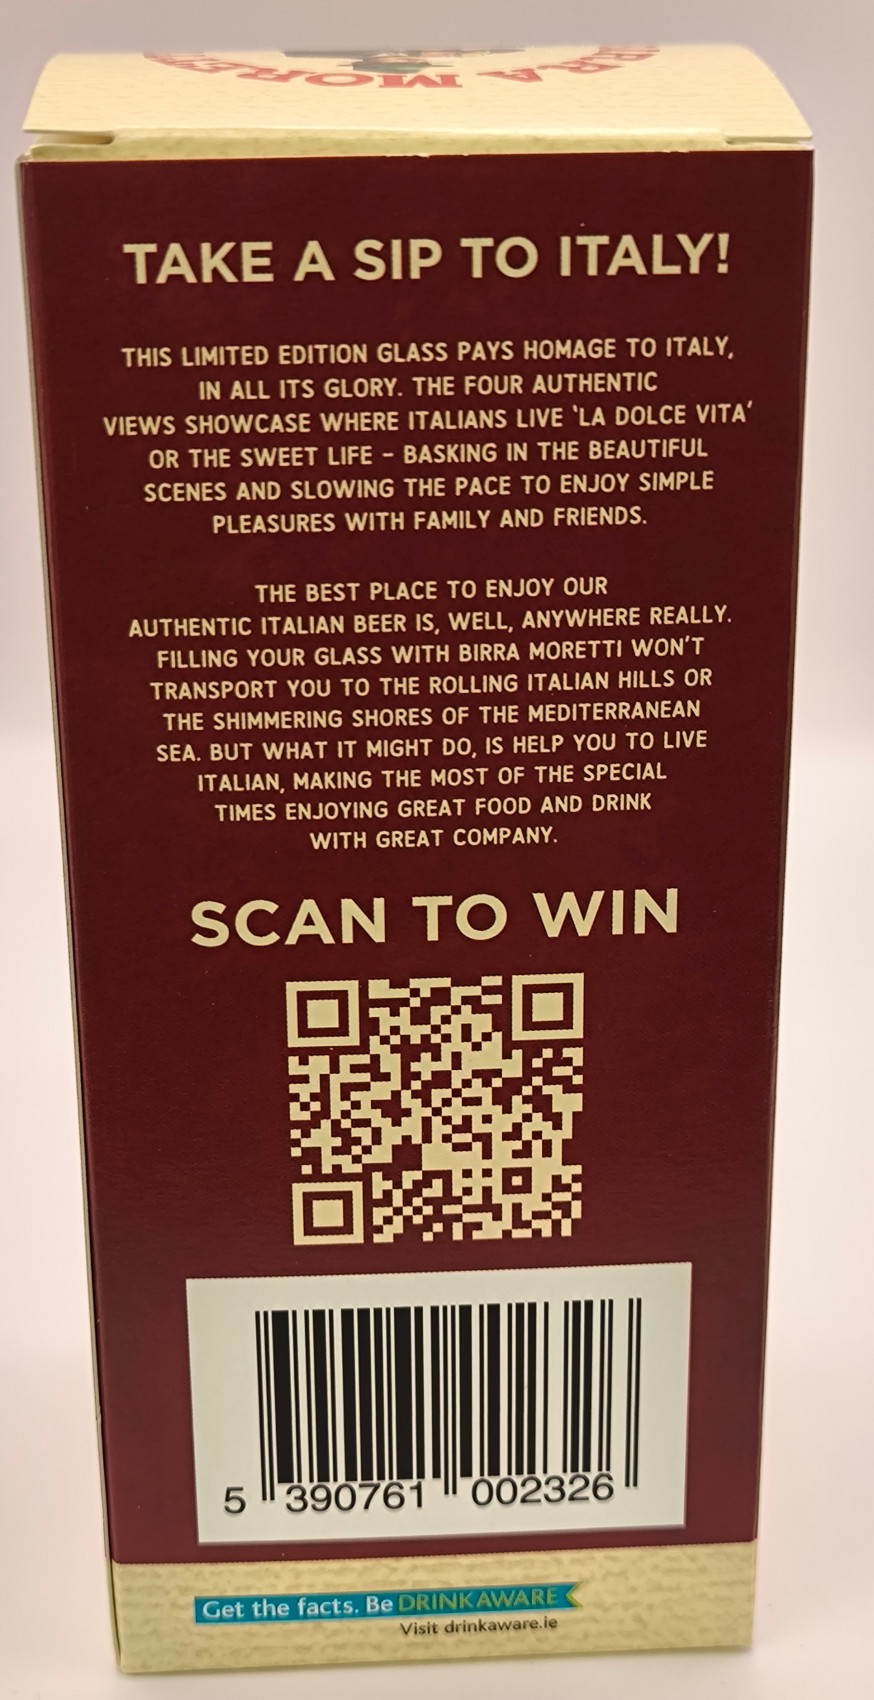 TAKE A SIP TO ITALY!
THIS LIMITED EDITION GLASS PAYS HOMAGE TO ITALY,
IN ALL ITS GLORY. THE FOUR AUTHENTIC
VIEWS SHOWCASE WHERE ITALIANS LIVE ‘LA DOLCE VITA’
OR THE SWEET LIFE – BASKING IN THE BEAUTIFUL
SCENES AND SLOWING THE PACE TO ENJOY SIMPLE
PLEASURES WITH FAMILY AND FRIENDS.
THE BEST PLACE TO ENJOY OUR
AUTHENTIC ITALIAN BEER IS, WELL, ANYWHERE REALLY.
FILLING YOUR GLASS WITH BIRRA MORETTI WON’T
TRANSPORT YOU TO THE ROLLING ITALIAN HILLS OR
THE SHIMMERING SHORES OF THE MEDITERRANEAN
SEA. BUT WHAT IT MIGHT DO, IS HELP YOU TO LIVE
ITALIAN, MAKING THE MOST OF THE SPECIAL
TIMES ENJOYING GREAT FOOD AND DRINK
WITH GREAT COMPANY.
SCAN TO WIN
5 390761 002326
Get the facts. Be DRINKAWARE
Visit drinkaware.ie